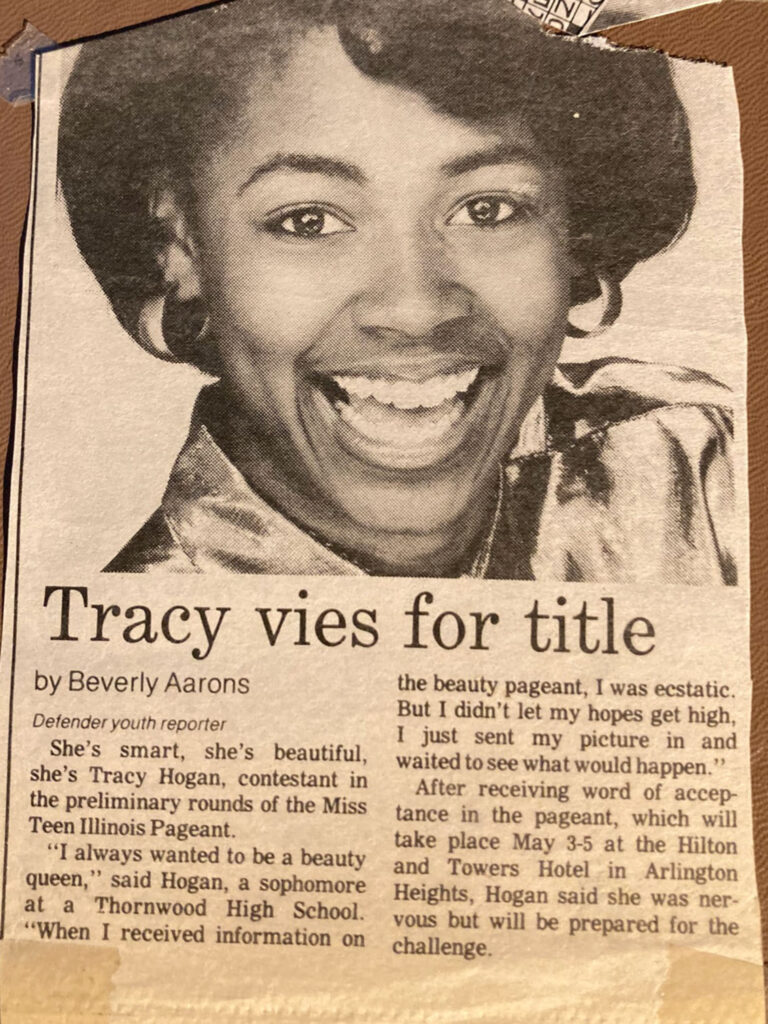 Tracy vies for title
by Beverly Aarons
Defender youth reporter
She's smart, she's beautiful,
she's Tracy Hogan, contestant in
the preliminary rounds of the Miss
Teen Illinois Pageant.
"I always wanted to be a beauty
queen," said Hogan, a sophomore
at a Thornwood High School.
"When I received information on
the beauty pageant, I was ecstatic.
But I didn't let my hopes get high,
I just sent my picture in and
waited to see what would happen."
After receiving word of accep-
tance in the pageant, which will
take place May 3-5 at the Hilton
and Towers Hotel in Arlington
Heights, Hogan said she was ner-
vous but will be prepared for the
challenge.